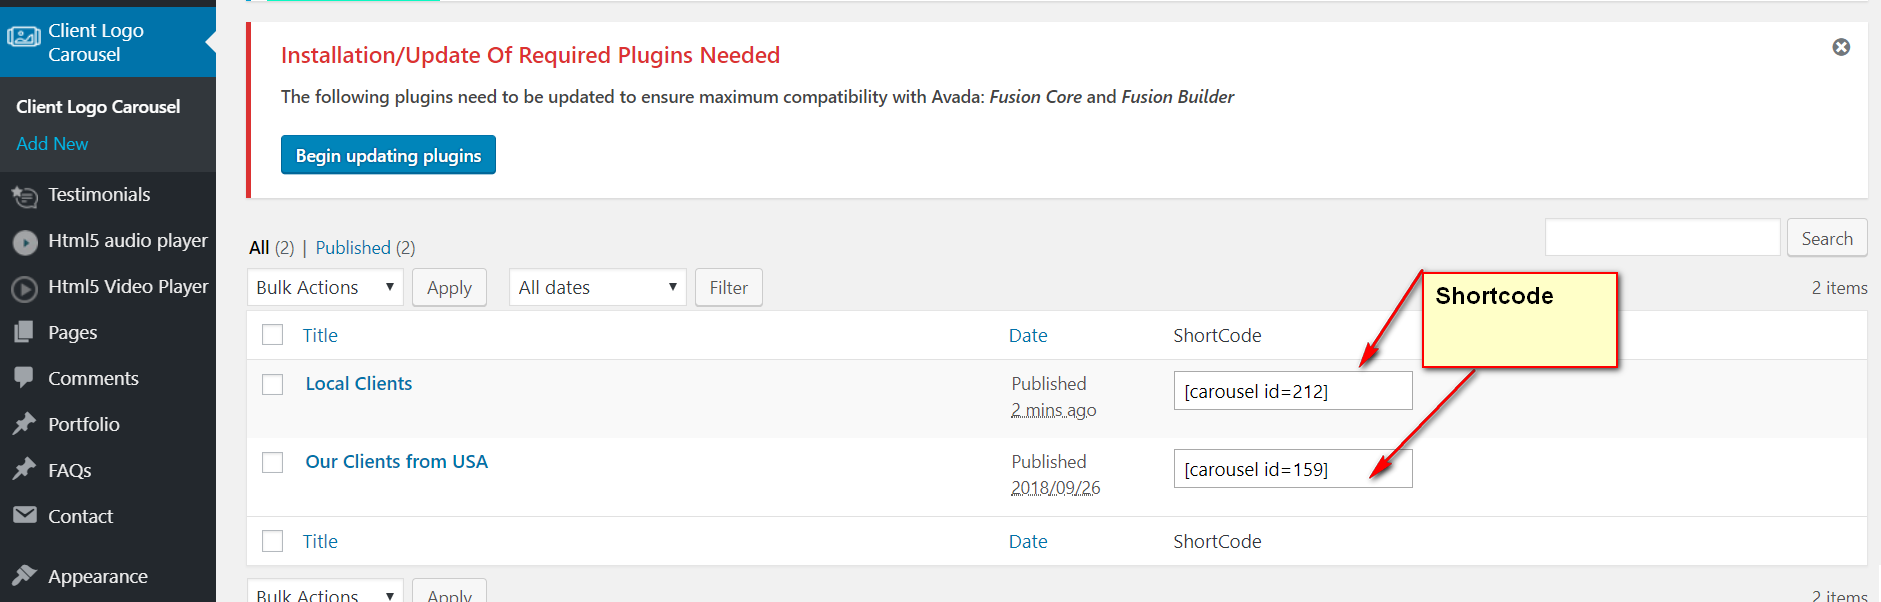 Client Logo
Carousel
Client Logo Carousel
Add New
Testimonials
Html5 audio player
Html5 Video Player
Pages
Comments
Portfolio
FAQs
Contact
Appearance
Installation/Update Of Required Plugins Needed
The following plugins need to be updated to ensure maximum compatibility with Avada: Fusion Core and Fusion Builder
Begin updating plugins
All (2) | Published (2)
Search
Bulk Actions Apply All dates Filter
2 items
Shortcode
Title Date ShortCode
Local Clients Published [carousel id=212]
2 mins ago
Our Clients from USA Published [carousel id=159]
2018/09/26
Title Date ShortCode
Bulk Actions Apply 2 items